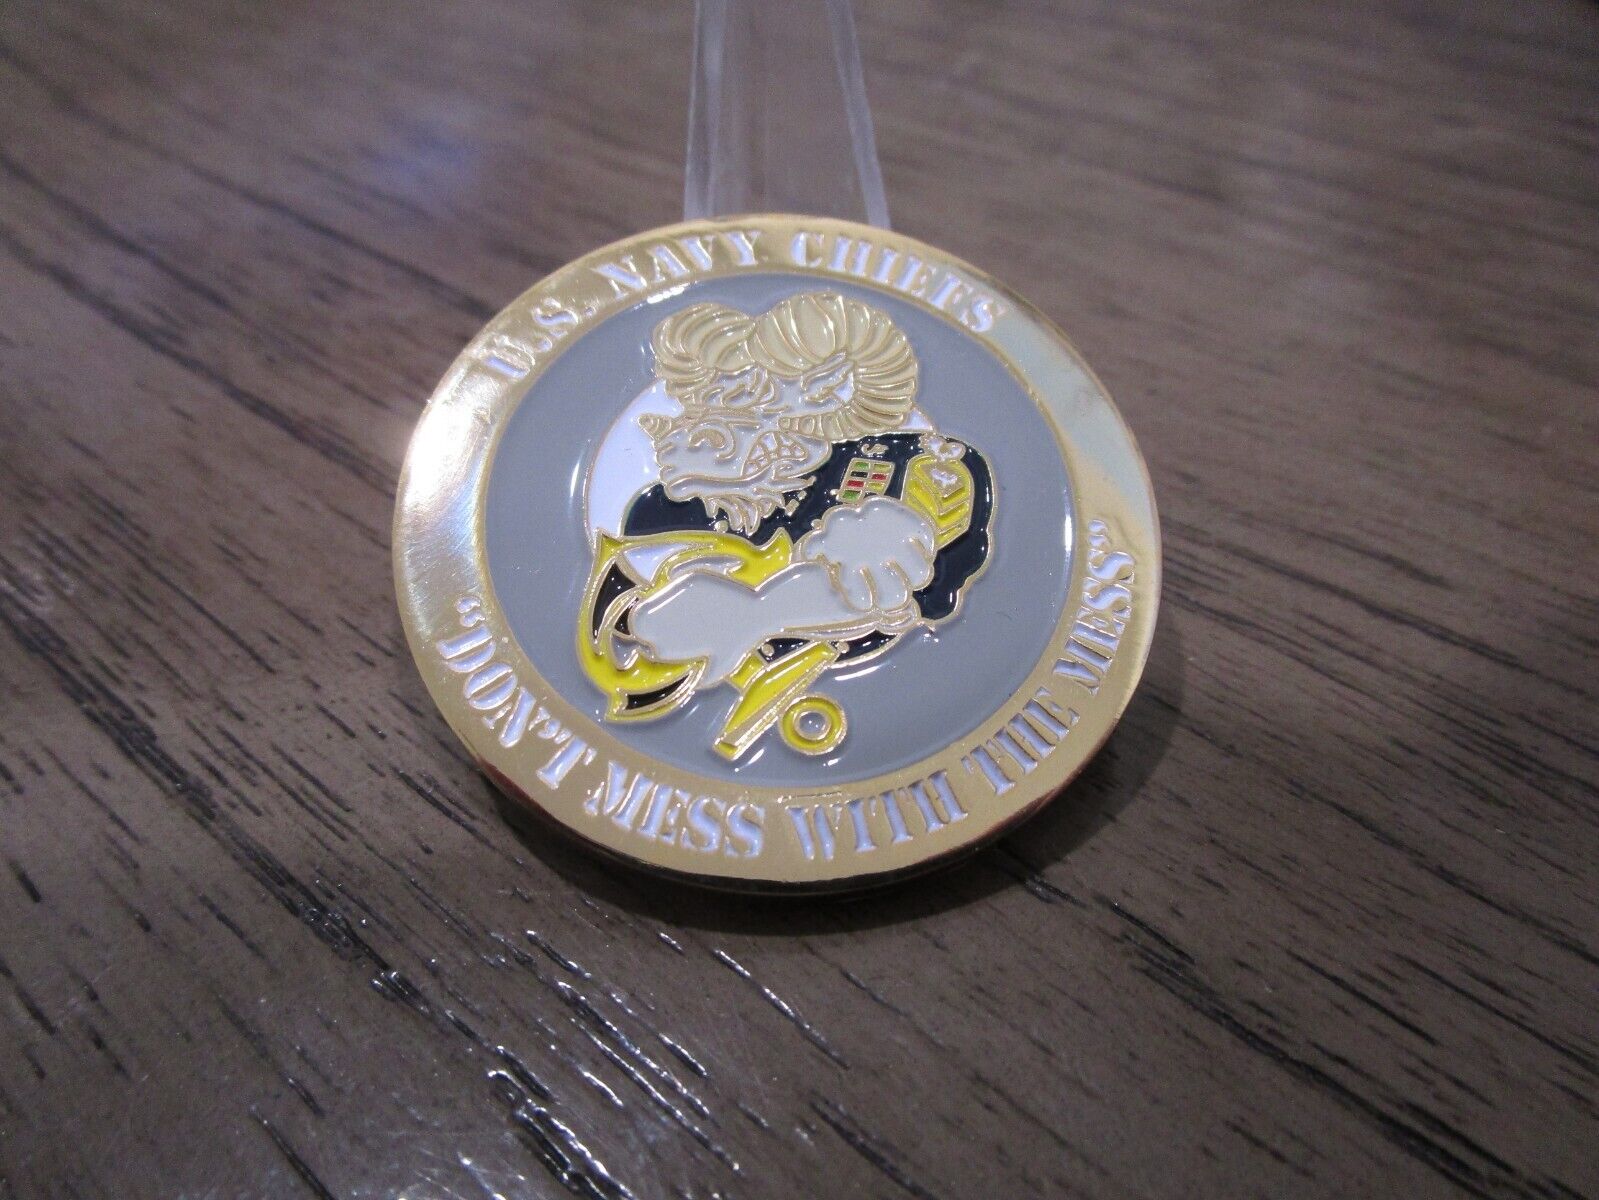 U.S. NAVY CHIEFS
"DON"T MESS WITH THE MESS"